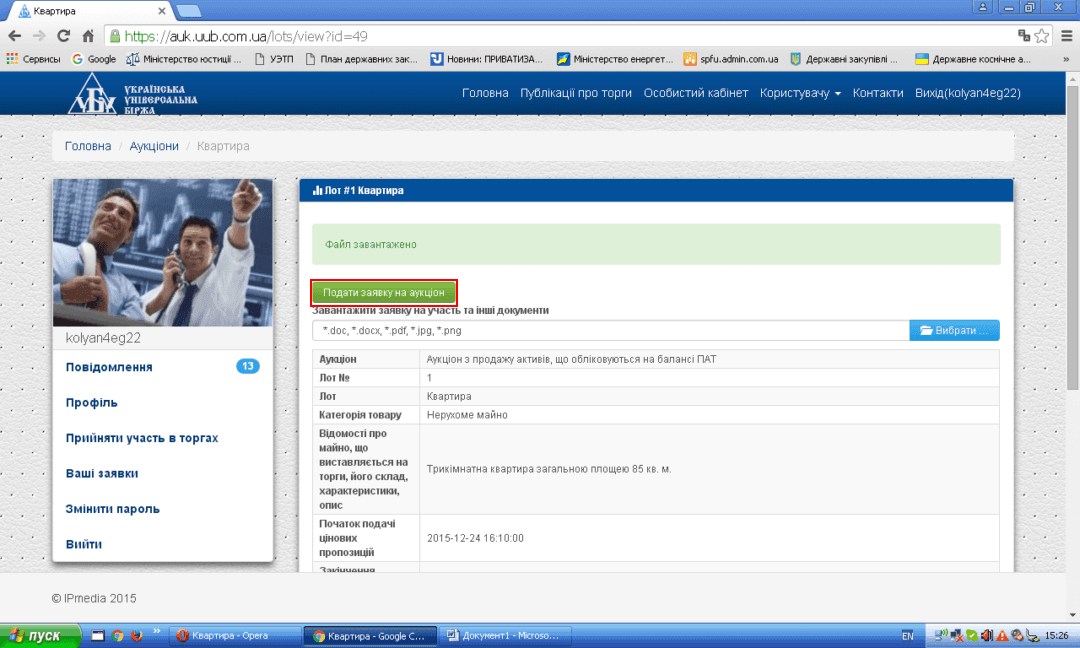 Квартира
https://auk.uub.com.ua/lots/view?id=49
Сервисы Google Міністерство юстиції ... УЭТП План державних зак... Новини: ПРИВАТИЗА... Міністерство енергет... spfu.admin.com.ua Державні закупівлі ... Державне космічне а... »
УКРАЇНСЬКА
УНІВЕРСАЛЬНА
БІРЖА
УБК
Головна Публікації про торги Особистий кабінет Користувачу Контакти Вихід(kolyan4eg22)
Головна / Аукціони / Квартира
Лот #1 Квартира
Файл завантажено
Подати заявку на аукціон
Завантажити заявку на участь та інші документи
*.doc, *.docx, *.pdf, *.jpg, *.png
Вибрати ...
kolyan4eg22
Повідомлення 13
Профіль
Прийняти участь в торгах
Ваші заявки
Змінити пароль
Вийти
Аукціон Аукціон з продажу активів, що обліковуються на балансі ПАТ
Лот № 1
Лот Квартира
Категорія товару Нерухоме майно
Відомості про
майно, що
виставляється на
торги, його склад,
характеристики,
опис
Трикімнатна квартира загальною площею 85 кв. м.
Початок подачі
цінових
пропозицій
2015-12-24 16:10:00
Закінчення
© IPmedia 2015
пуск » Квартира - Opera Квартира - Google C... Документ1 - Microso... EN 15:26